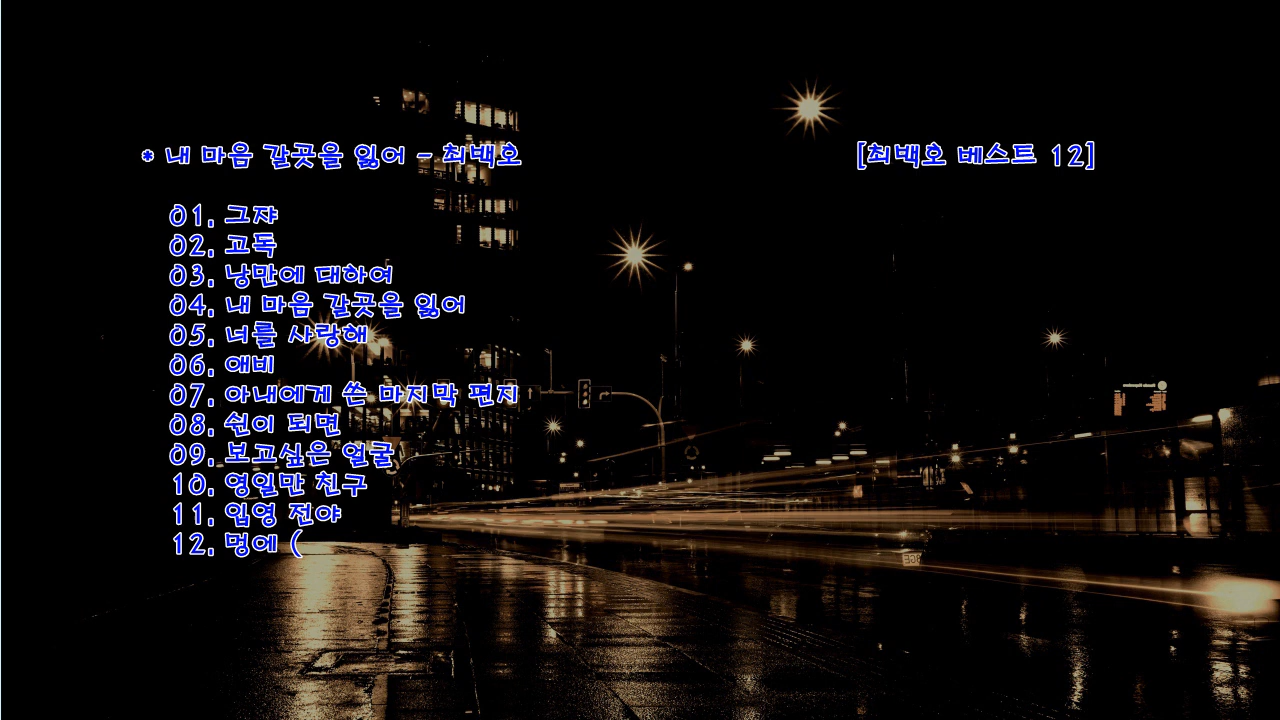 * 내 마음 갈곳을 잃어 - 최백호
[최백호 베스트 12]
01. 그쟈
02. 고독
03. 낭만에 대하여
04. 내 마음 갈곳을 잃어
05. 너를 사랑해
06. 애비
07. 아내에게 쓴 마지막 편지
08. 쉰이 되면
09. 보고싶은 얼굴
10. 영일만 친구
11. 입영 전야
12. 멍에 (